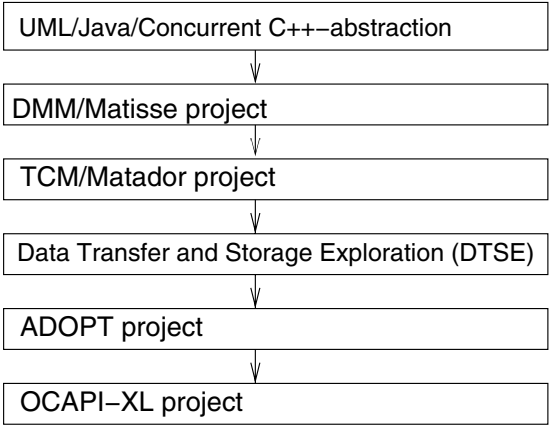 UML/Java/Concurrent C++−abstraction
DMM/Matisse project
TCM/Matador project
Data Transfer and Storage Exploration (DTSE)
ADOPT project
OCAPI−XL project